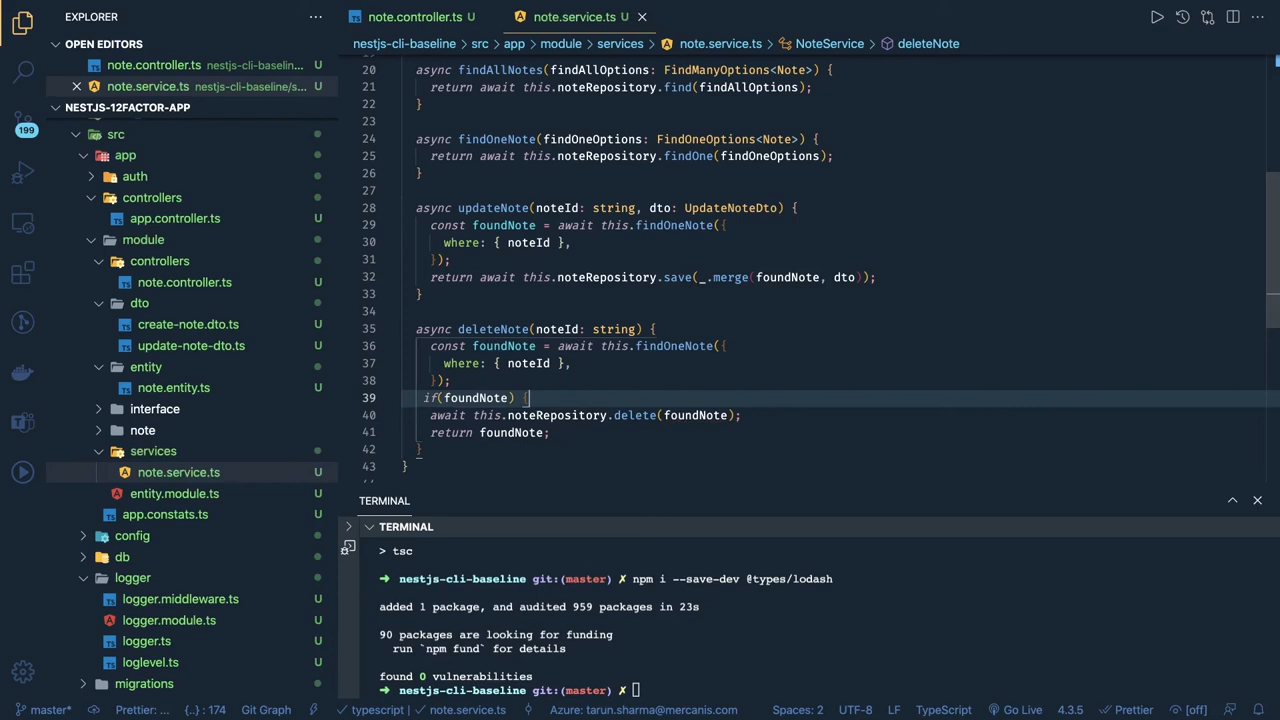 EXPLORER
OPEN EDITORS
note.controller.ts nestjs-cli-baselin... U
note.service.ts nestjs-cli-baseline/s... U
NESTJS-12FACTOR-APP
199
src
app
auth
controllers
app.controller.ts U
module
controllers
note.controller.ts U
dto
create-note.dto.ts U
update-note-dto.ts U
entity
note.entity.ts U
interface
note
services
note.service.ts U
entity.module.ts U
app.constats.ts U
config
db
logger
logger.middleware.ts U
logger.module.ts U
logger.ts U
loglevel.ts U
migrations
note.controller.ts U
note.service.ts U
nestjs-cli-baseline > src > app > module > services > note.service.ts > NoteService > deleteNote
20 async findAllNotes(findAllOptions: FindManyOptions<Note>) {
21 return await this.noteRepository.find(findAllOptions);
22 }
23
24 async findOneNote(findOneOptions: FindOneOptions<Note>) {
25 return await this.noteRepository.findOne(findOneOptions);
26 }
27
28 async updateNote(noteId: string, dto: UpdateNoteDto) {
29 const foundNote = await this.findOneNote({
30 where: { noteId },
31 });
32 return await this.noteRepository.save(_.merge(foundNote, dto));
33 }
34
35 async deleteNote(noteId: string) {
36 const foundNote = await this.findOneNote({
37 where: { noteId },
38 });
39 if(foundNote) {
40 await this.noteRepository.delete(foundNote);
41 return foundNote;
42 }
43 }
TERMINAL
TERMINAL
> tsc
➜ nestjs-cli-baseline git:(master) ✗ npm i --save-dev @types/lodash
added 1 package, and audited 959 packages in 23s
90 packages are looking for funding
run `npm fund` for details
found 0 vulnerabilities
➜ nestjs-cli-baseline git:(master) ✗
master* Prettier: ... {..} : 174 Git Graph typescript | note.service.ts Azure: tarun.sharma@mercanis.com Spaces: 2 UTF-8 LF TypeScript Go Live 4.3.5 Prettier [off]